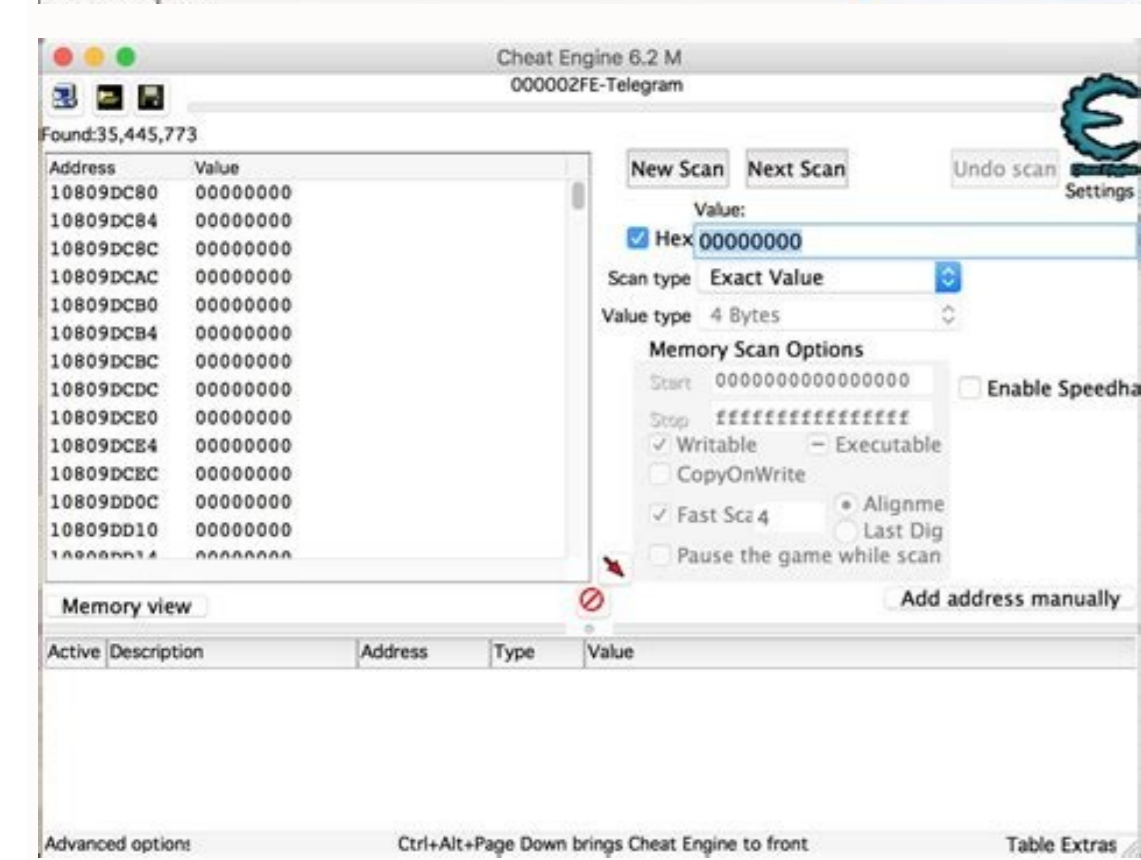 Cheat Engine 6.2 M
000002FE-Telegram
Found:35,445,773
Address Value
10809DC80 00000000
10809DC84 00000000
10809DC8C 00000000
10809DCAC 00000000
10809DCB0 00000000
10809DCB4 00000000
10809DCBC 00000000
10809DCDC 00000000
10809DCE0 00000000
10809DCE4 00000000
10809DCEC 00000000
10809DD0C 00000000
10809DD10 00000000
10809DD14 00000000
New Scan Next Scan Undo scan
Cheat Engine
Settings
Value:
Hex 00000000
Scan type Exact Value
Value type 4 Bytes
Memory Scan Options
Start 0000000000000000
Enable Speedha
Stop ffffffffffffffff
Writable Executable
CopyOnWrite
Fast Sca 4 Alignme
Last Dig
Pause the game while scan
Memory view
Add address manually
Active Description Address Type Value
Advanced options Ctrl+Alt+Page Down brings Cheat Engine to front Table Extras